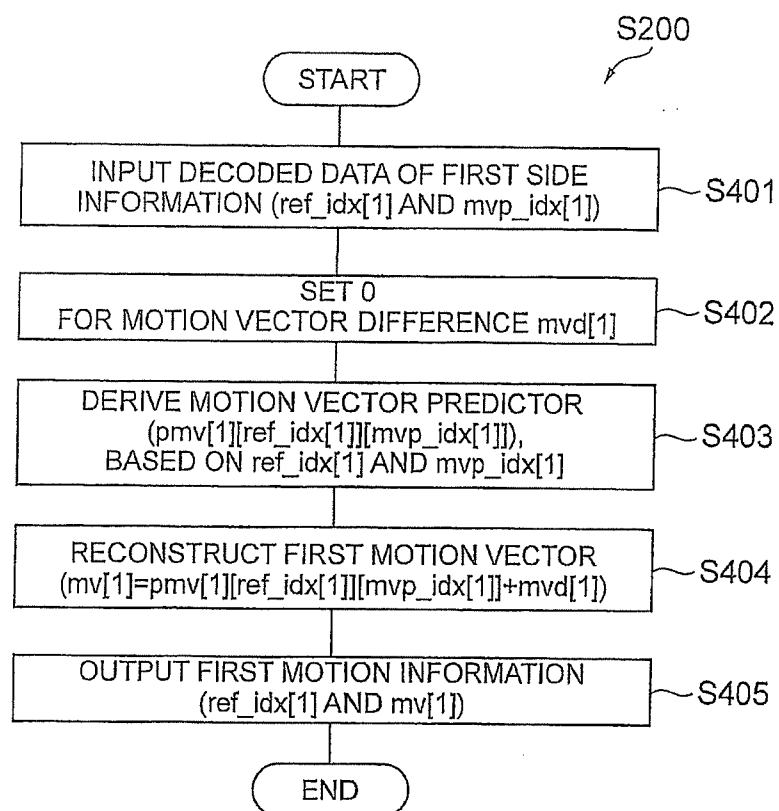 S200
START
INPUT DECODED DATA OF FIRST SIDE
INFORMATION (ref_idx[1] AND mvp_idx[1])
S401
SET 0
FOR MOTION VECTOR DIFFERENCE mvd[1]
S402
DERIVE MOTION VECTOR PREDICTOR
(pmv[1][ref_idx[1]][mvp_idx[1]]),
BASED ON ref_idx[1] AND mvp_idx[1]
S403
RECONSTRUCT FIRST MOTION VECTOR
(mv[1]=pmv[1][ref_idx[1]][mvp_idx[1]]+mvd[1])
S404
OUTPUT FIRST MOTION INFORMATION
(ref_idx[1] AND mv[1])
S405
END